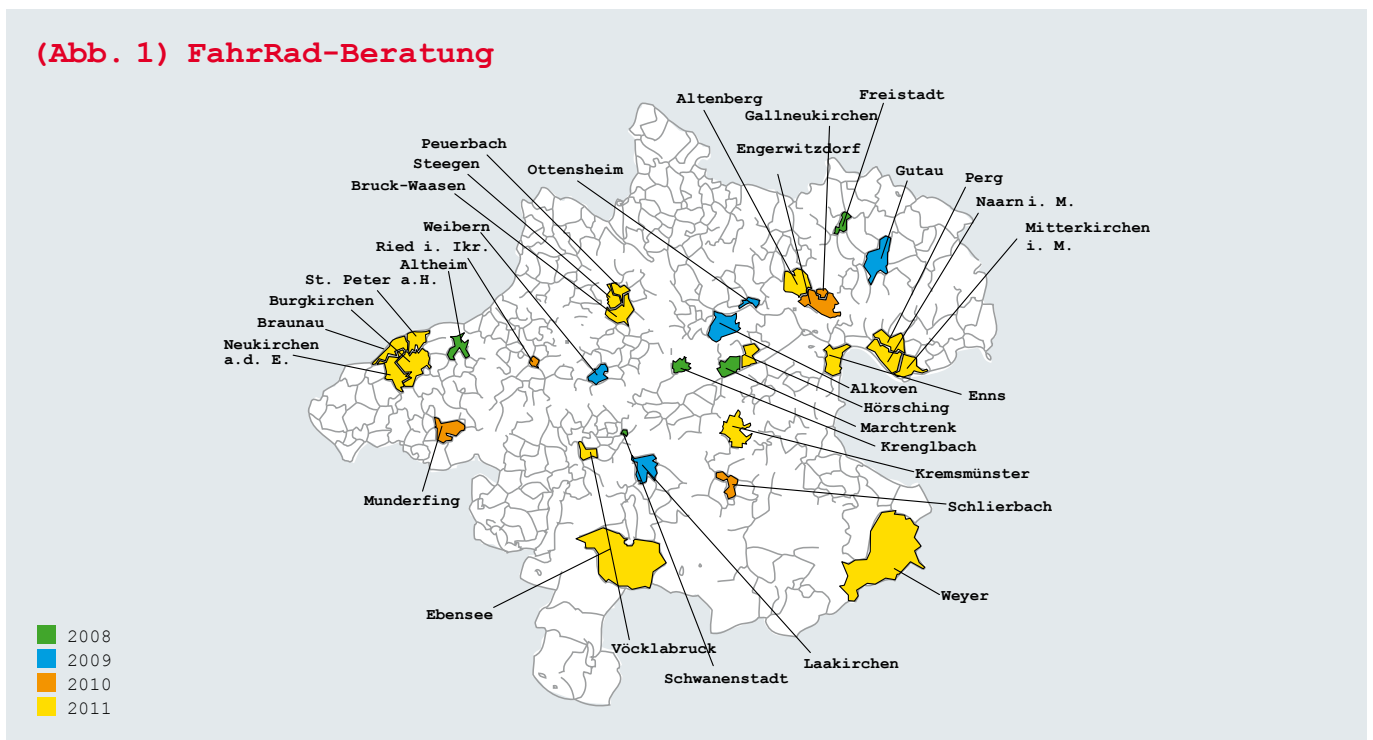 (Abb. 1) FahrRad-Beratung
Altenberg
Freistadt
Gallneukirchen
Peuerbach
Engerwitzdorf
Steegen
Ottensheim
Gutau
Perg
Bruck-Waasen
Naarn i. M.
Weibern
Mitterkirchen
i. M.
Ried i. Ikr.
Altheim
St. Peter a.H.
Burgkirchen
Braunau
Neukirchen
a.d. E.
Alkoven
Enns
Hörsching
Marchtrenk
Krenglbach
Kremsmünster
Munderfing
Schlierbach
Weyer
Ebensee
Vöcklabruck
Laakirchen
Schwanenstadt
2008
2009
2010
2011